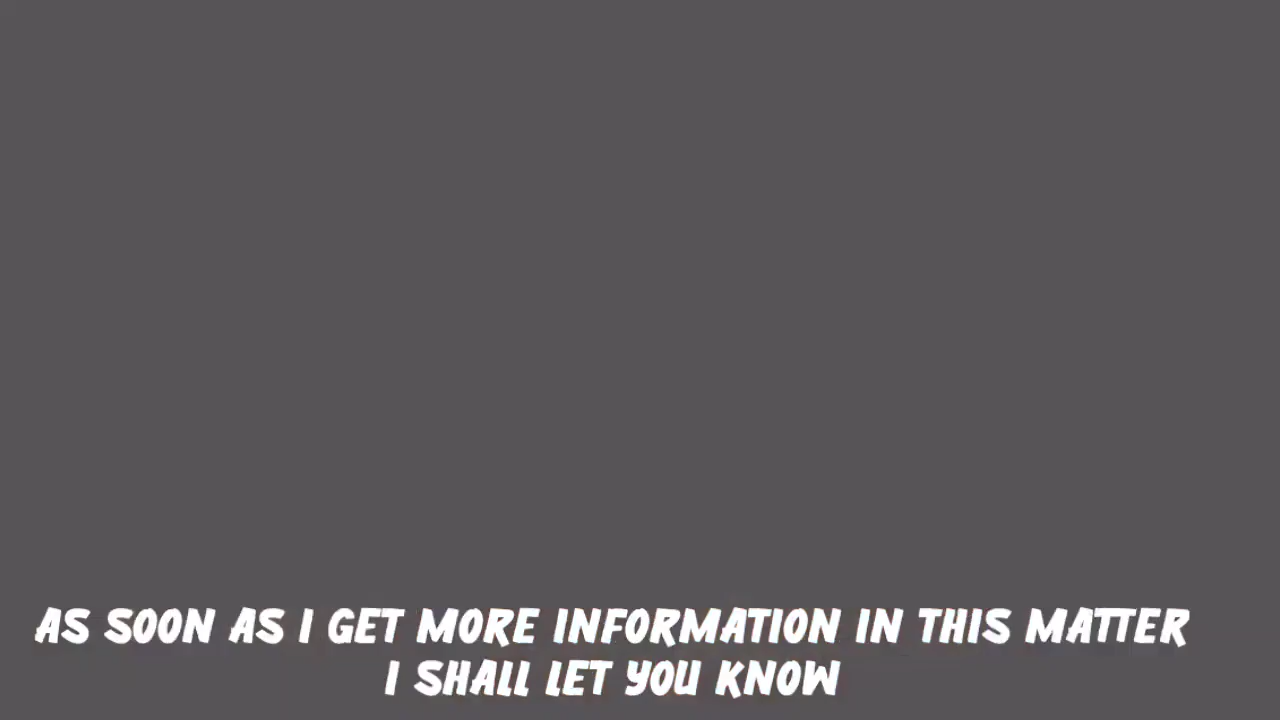 AS SOON AS I GET MORE INFORMATION IN THIS MATTER
I SHALL LET YOU KNOW